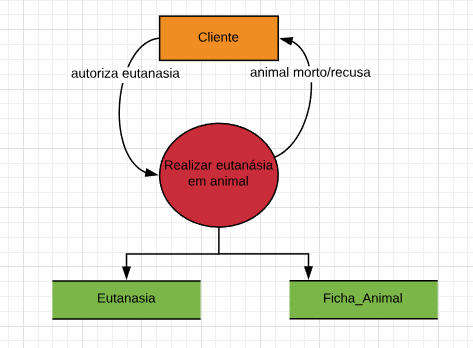 Cliente
autoriza eutanasia
animal morto/recusa
Realizar eutanásia
em animal
Eutanasia
Ficha_Animal